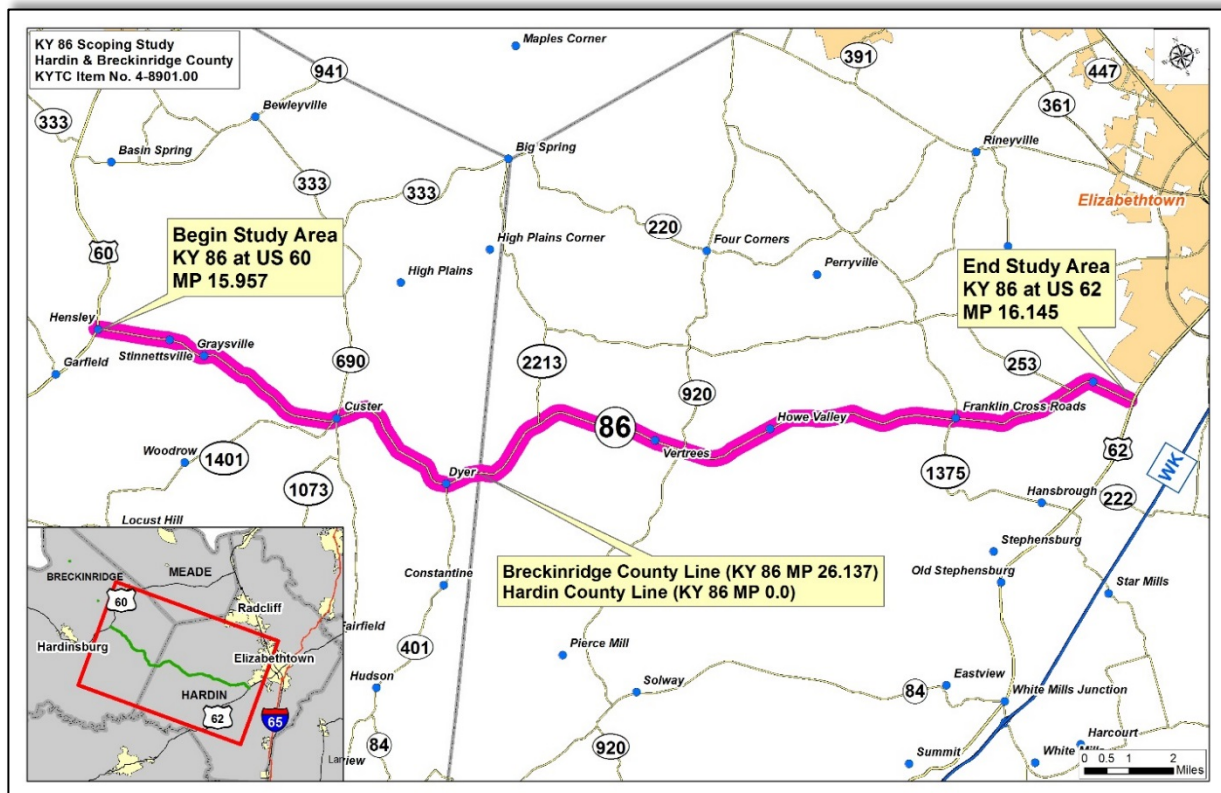 KY 86 Scoping Study
Hardin & Breckinridge County
KYTC Item No. 4-8901.00
Maples Corner
941
391
447
361
333
Bewleyville
Basin Spring
Big Spring
Rineyville
333
333
Elizabethtown
220
Begin Study Area
KY 86 at US 60
MP 15.957
60
High Plains Corner
Four Corners
High Plains
Perryville
End Study Area
KY 86 at US 62
MP 16.145
Hensley
Graysville
Stinnettsville
Garfield
690
2213
253
920
Custer
86
Howe Valley
Franklin Cross Roads
Vertrees
62
Woodrow
1401
Dyer
1375
WK
1073
Hansbrough
222
Locust Hill
Stephensburg
Breckinridge County Line (KY 86 MP 26.137)
Hardin County Line (KY 86 MP 0.0)
Constantine
Old Stephensburg
Star Mills
BRECKINRIDGE
MEADE
60
Radcliff
Hardinsburg
Elizabethtown
HARDIN
62
65
Fairfield
401
Pierce Mill
Hudson
Solway
Eastview
84
White Mills Junction
84
920
Summit
Harcourt
0 0.5 1 2
Miles